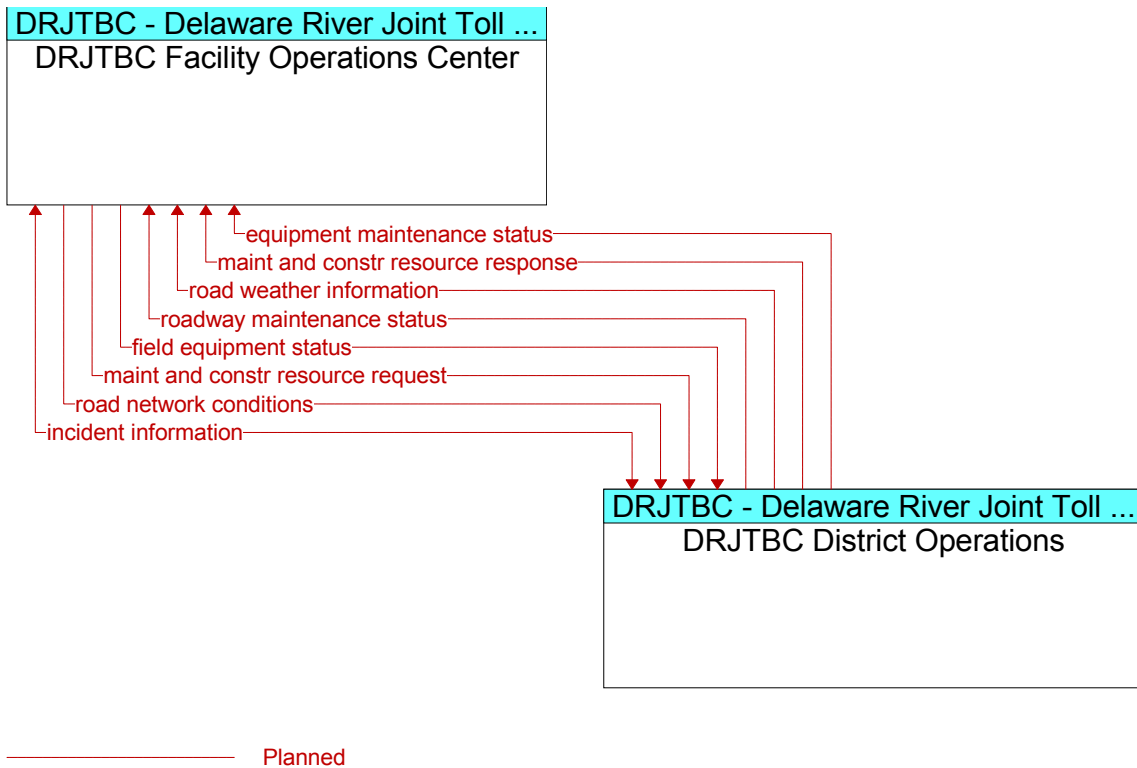 DRJTBC - Delaware River Joint Toll ...
DRJTBC Facility Operations Center
equipment maintenance status
maint and constr resource response
road weather information
roadway maintenance status
field equipment status
maint and constr resource request
road network conditions
incident information
DRJTBC - Delaware River Joint Toll ...
DRJTBC District Operations
Planned